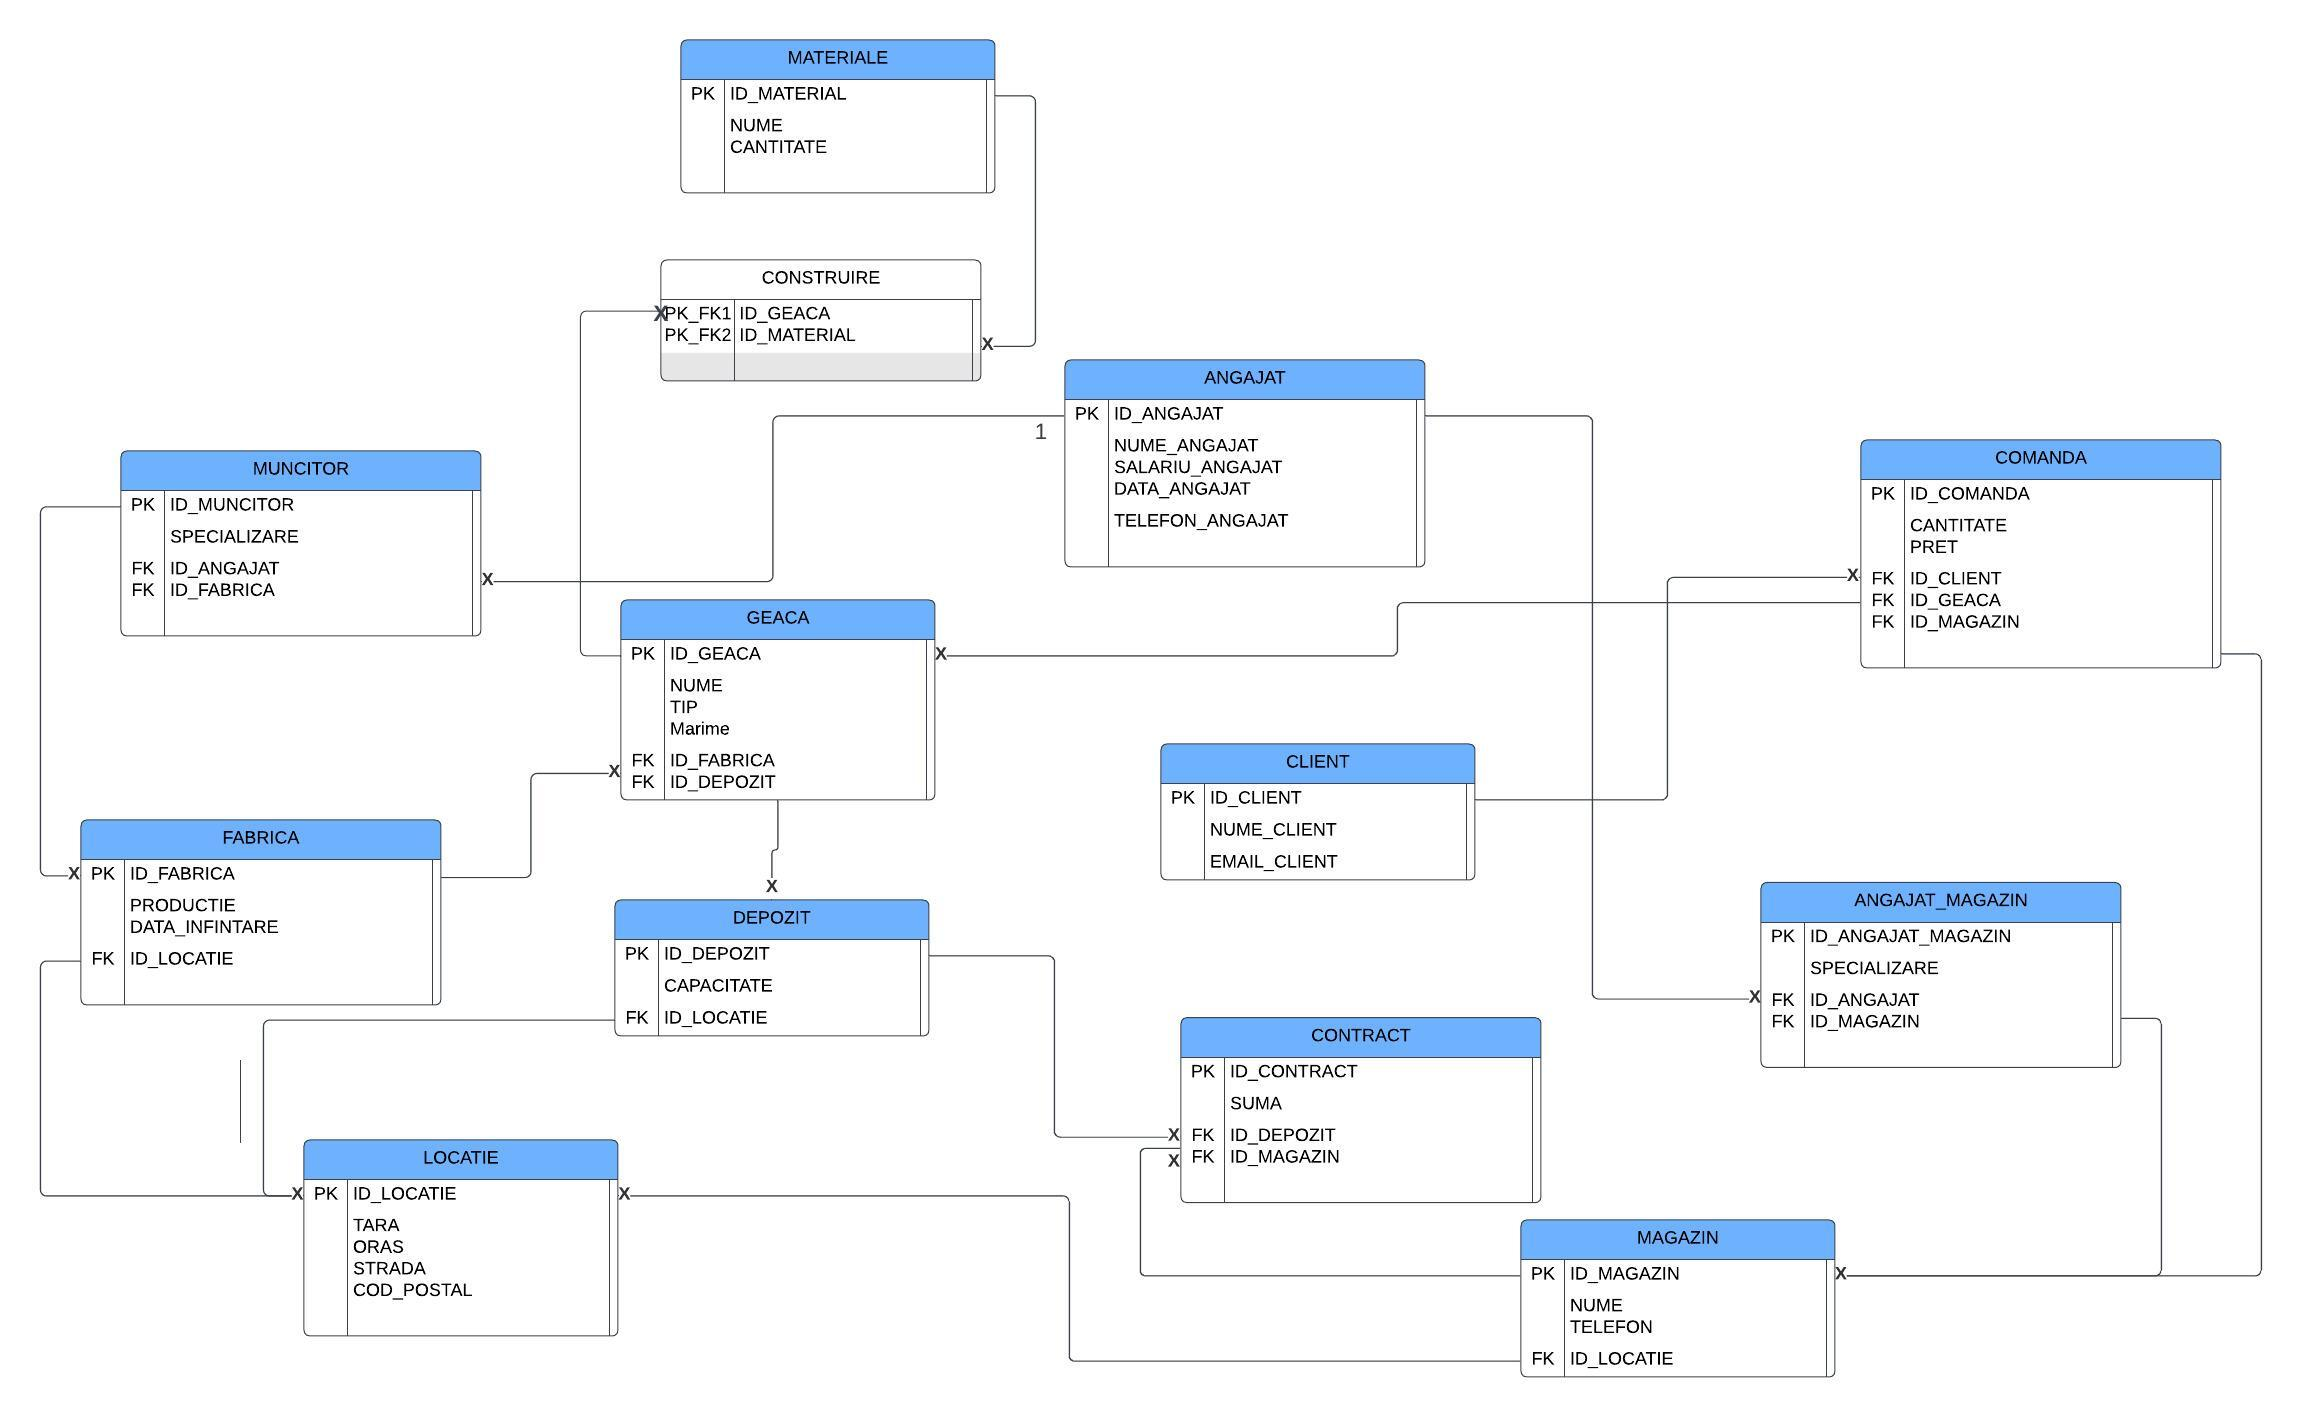 MATERIALE
PK ID_MATERIAL
NUME
CANTITATE
CONSTRUIRE
X PK_FK1 ID_GEACA
PK_FK2 ID_MATERIAL
X
ANGAJAT
PK ID_ANGAJAT
1
NUME_ANGAJAT
SALARIU_ANGAJAT
DATA_ANGAJAT
TELEFON_ANGAJAT
MUNCITOR
PK ID_MUNCITOR
SPECIALIZARE
FK ID_ANGAJAT X
FK ID_FABRICA
COMANDA
PK ID_COMANDA
CANTITATE
PRET
X FK ID_CLIENT
FK ID_GEACA
FK ID_MAGAZIN
GEACA
PK ID_GEACA X
NUME
TIP
Marime
FK ID_FABRICA
X FK ID_DEPOZIT
CLIENT
PK ID_CLIENT
NUME_CLIENT
EMAIL_CLIENT
FABRICA
X PK ID_FABRICA
PRODUCTIE
DATA_INFINTARE
FK ID_LOCATIE
X
DEPOZIT
PK ID_DEPOZIT
CAPACITATE
FK ID_LOCATIE
ANGAJAT_MAGAZIN
PK ID_ANGAJAT_MAGAZIN
SPECIALIZARE
X FK ID_ANGAJAT
FK ID_MAGAZIN
CONTRACT
PK ID_CONTRACT
SUMA
X FK ID_DEPOZIT
X FK ID_MAGAZIN
LOCATIE
X PK ID_LOCATIE X
TARA
ORAS
STRADA
COD_POSTAL
MAGAZIN
PK ID_MAGAZIN X
NUME
TELEFON
FK ID_LOCATIE